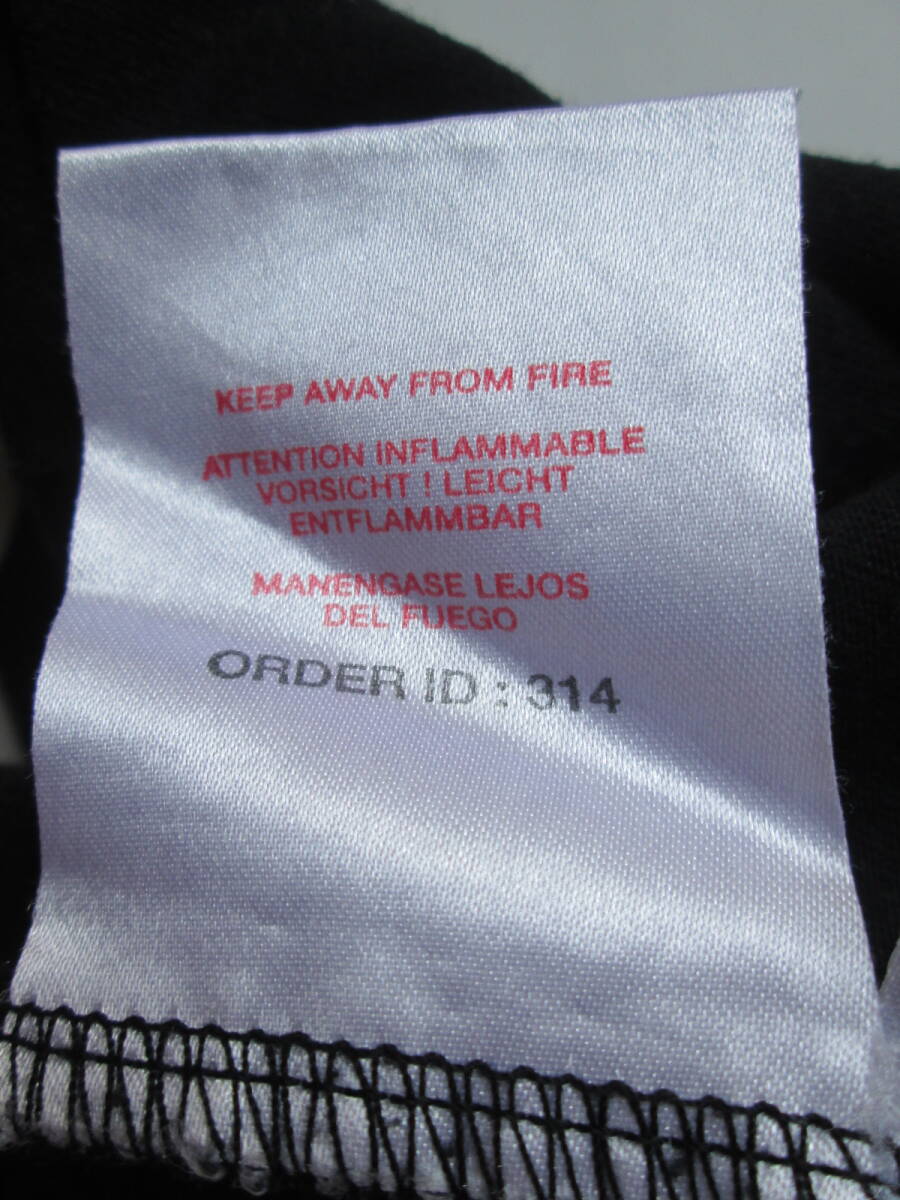 KEEP AWAY FROM FIRE
ATTENTION INFLAMMABLE
VORSICHT ! LEICHT
ENTFLAMMBAR
MANENGASE LEJOS
DEL FUEGO
ORDER ID : 314